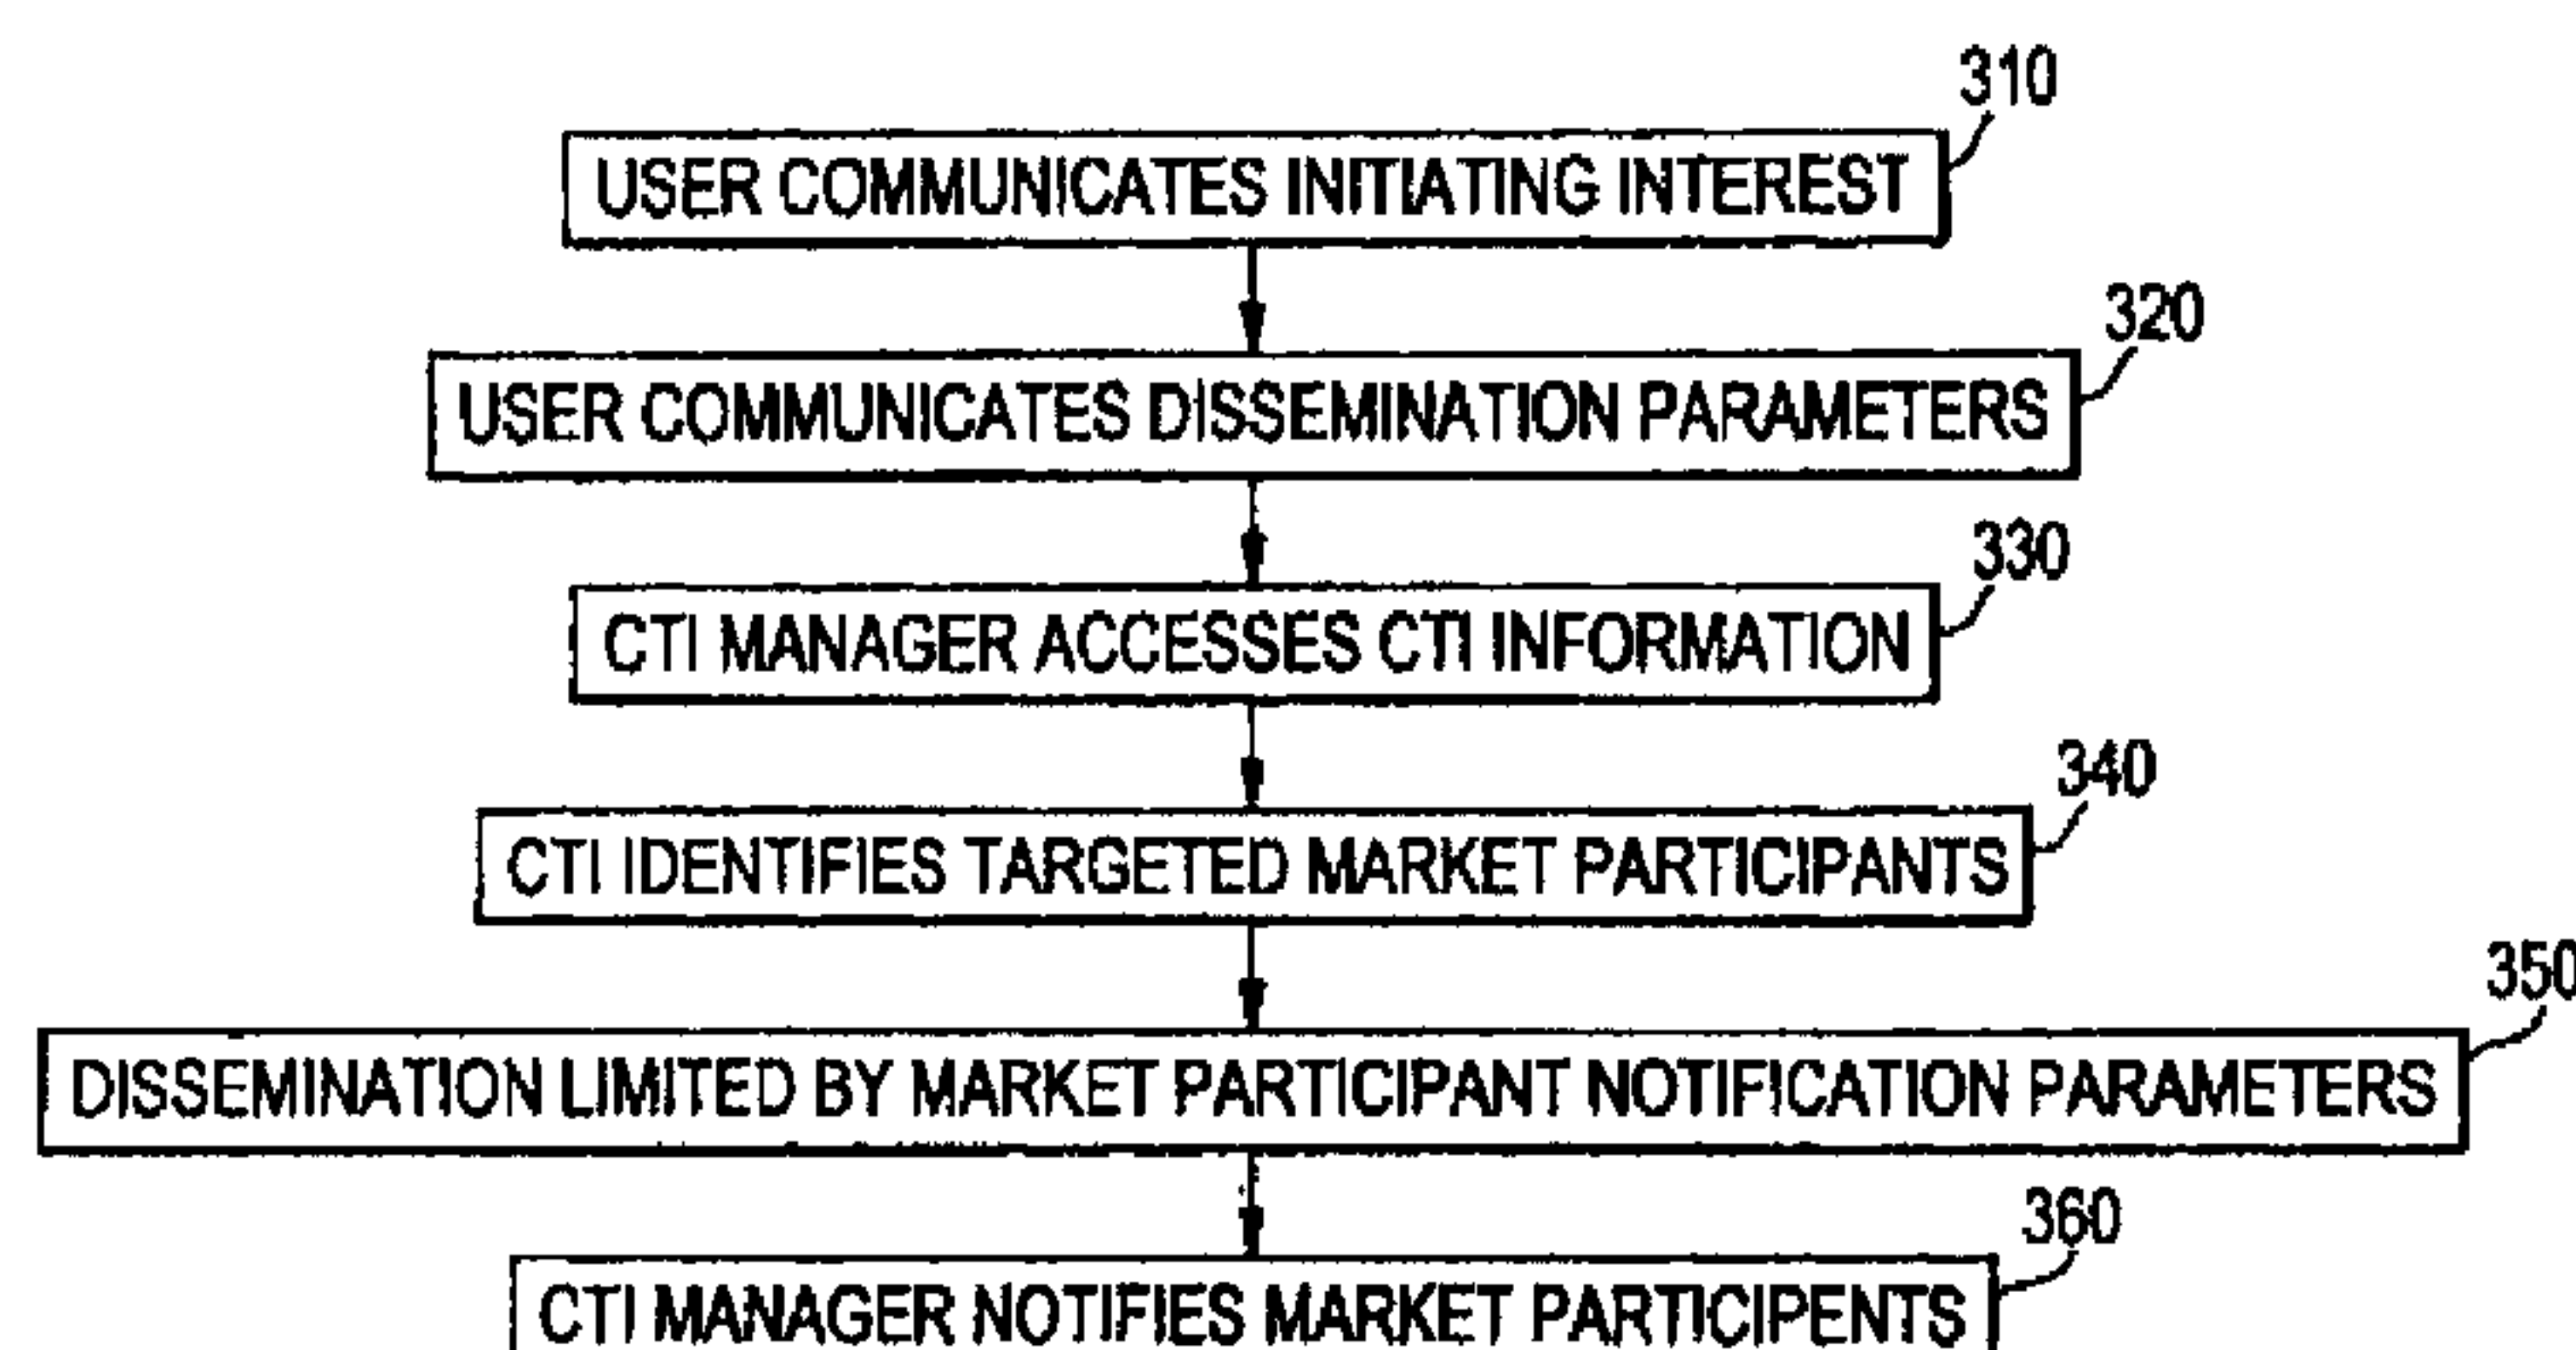 310
USER COMMUNICATES INITIATING INTEREST
320
USER COMMUNICATES DISSEMINATION PARAMETERS
330
CTI MANAGER ACCESSES CTI INFORMATION
340
CTI IDENTIFIES TARGETED MARKET PARTICIPANTS
350
DISSEMINATION LIMITED BY MARKET PARTICIPANT NOTIFICATION PARAMETERS
360
CTI MANAGER NOTIFIES MARKET PARTICIPENTS